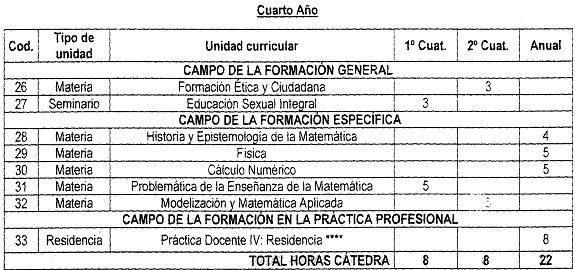 Cuarto Año
Cod. Tipo de unidad Unidad curricular 1º Cuat. 2º Cuat. Anual
CAMPO DE LA FORMACIÓN GENERAL
26 Materia Formación Ética y Ciudadana 3
27 Seminario Educación Sexual Integral 3
CAMPO DE LA FORMACIÓN ESPECÍFICA
28 Materia Historia y Epistemología de la Matemática 4
29 Materia Física 5
30 Materia Cálculo Numérico 5
31 Materia Problemática de la Enseñanza de la Matemática 5
32 Materia Modelización y Matemática Aplicada 5
CAMPO DE LA FORMACIÓN EN LA PRÁCTICA PROFESIONAL
33 Residencia Práctica Docente IV: Residencia **** 8
TOTAL HORAS CÁTEDRA 8 8 22